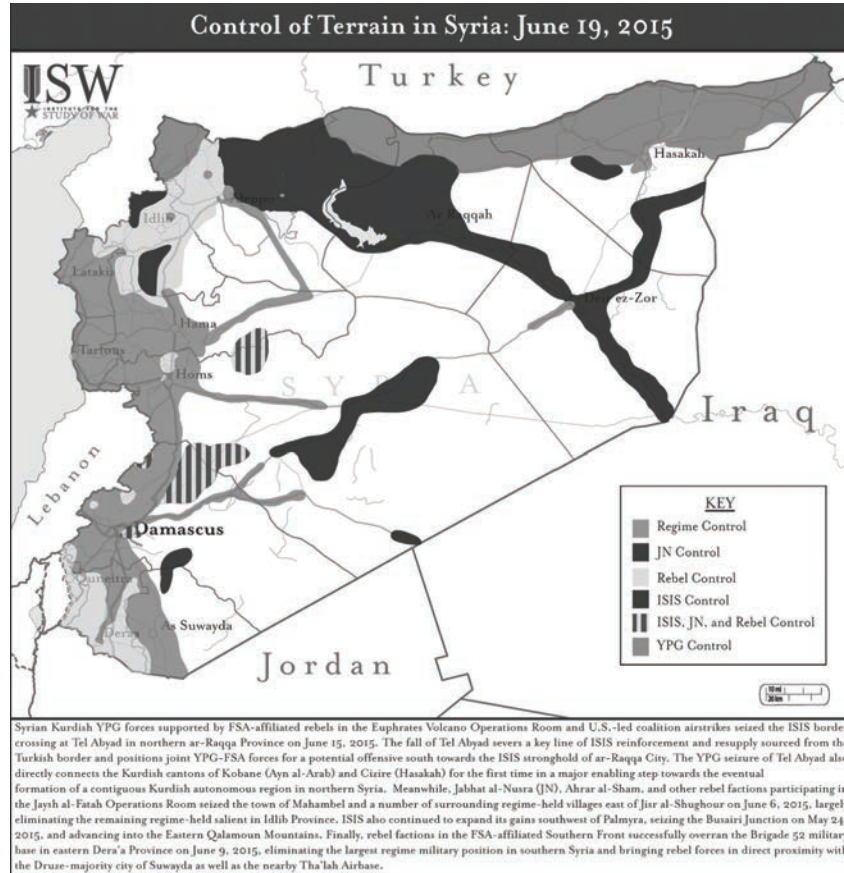 Control of Terrain in Syria: June 19, 2015
ISW
INSTITUTE FOR THE
STUDY OF WAR
Turkey
Hasakah
Aleppo
Idlib
Ar Raqqah
Latakia
Deir ez-Zor
Hama
Tartous
Homs
SYRIA
Iraq
Lebanon
Damascus
Quneitra
Deraa
As Suwayda
Jordan
KEY
Regime Control
JN Control
Rebel Control
ISIS Control
ISIS, JN, and Rebel Control
YPG Control
10 mi
20 km
Syrian Kurdish YPG forces supported by FSA-affiliated rebels in the Euphrates Volcano Operations Room and U.S.-led coalition airstrikes seized the ISIS border
crossing at Tel Abyad in northern ar-Raqqa Province on June 15, 2015. The fall of Tel Abyad severs a key line of ISIS reinforcement and resupply sourced from the
Turkish border and positions joint YPG-FSA forces for a potential offensive south towards the ISIS stronghold of ar-Raqqa City. The YPG seizure of Tel Abyad also
directly connects the Kurdish cantons of Kobane (Ayn al-Arab) and Cizire (Hasakah) for the first time in a major enabling step towards the eventual
formation of a contiguous Kurdish autonomous region in northern Syria. Meanwhile, Jabhat al-Nusra (JN), Ahrar al-Sham, and other rebel factions participating in
the Jaysh al-Fatah Operations Room seized the town of Mahambel and a number of surrounding regime-held villages east of Jisr al-Shughour on June 6, 2015, largely
eliminating the remaining regime-held salient in Idlib Province. ISIS also continued to expand its gains southwest of Palmyra, seizing the Busairi Junction on May 24,
2015, and advancing into the Eastern Qalamoun Mountains. Finally, rebel factions in the FSA-affiliated Southern Front successfully overran the Brigade 52 military
base in eastern Dera'a Province on June 9, 2015, eliminating the largest regime military position in southern Syria and bringing rebel forces in direct proximity with
the Druze-majority city of Suwayda as well as the nearby Tha'lah Airbase.